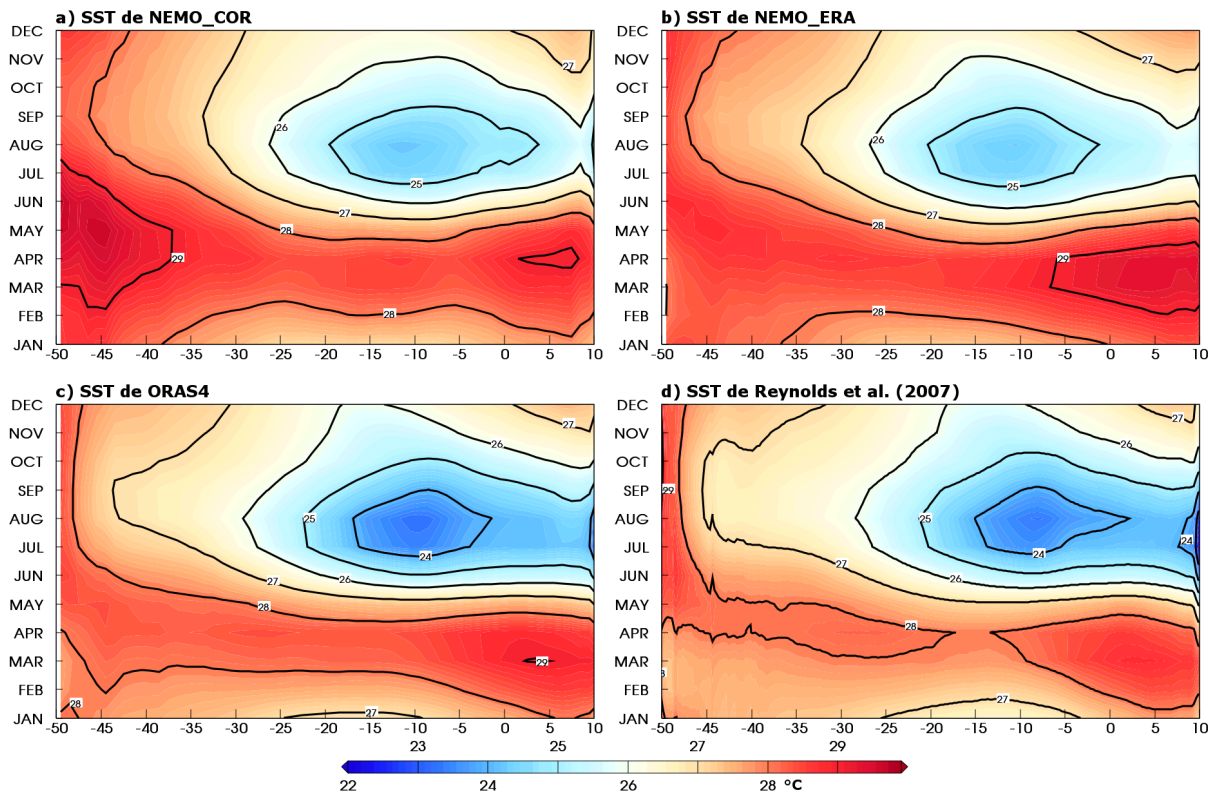 a) SST de NEMO_COR
b) SST de NEMO_ERA
DEC
NOV
OCT
SEP
AUG
JUL
JUN
MAY
APR
MAR
FEB
JAN
27
26
25
27
28
29
28
-50 -45 -40 -35 -30 -25 -20 -15 -10 -5 0 5 10
DEC
NOV
OCT
SEP
AUG
JUL
JUN
MAY
APR
MAR
FEB
JAN
27
26
25
27
28
29
28
-50 -45 -40 -35 -30 -25 -20 -15 -10 -5 0 5 10
c) SST de ORAS4
d) SST de Reynolds et al. (2007)
DEC
NOV
OCT
SEP
AUG
JUL
JUN
MAY
APR
MAR
FEB
JAN
27
26
25
24
27
26
28
29
28
27
-50 -45 -40 -35 -30 -25 -20 -15 -10 -5 0 5 10
DEC
NOV
OCT
SEP
AUG
JUL
JUN
MAY
APR
MAR
FEB
JAN
27
26
25
24
24
27
26
28
27
-50 -45 -40 -35 -30 -25 -20 -15 -10 -5 0 5 10
23 25 27 29
22 24 26 28 °C